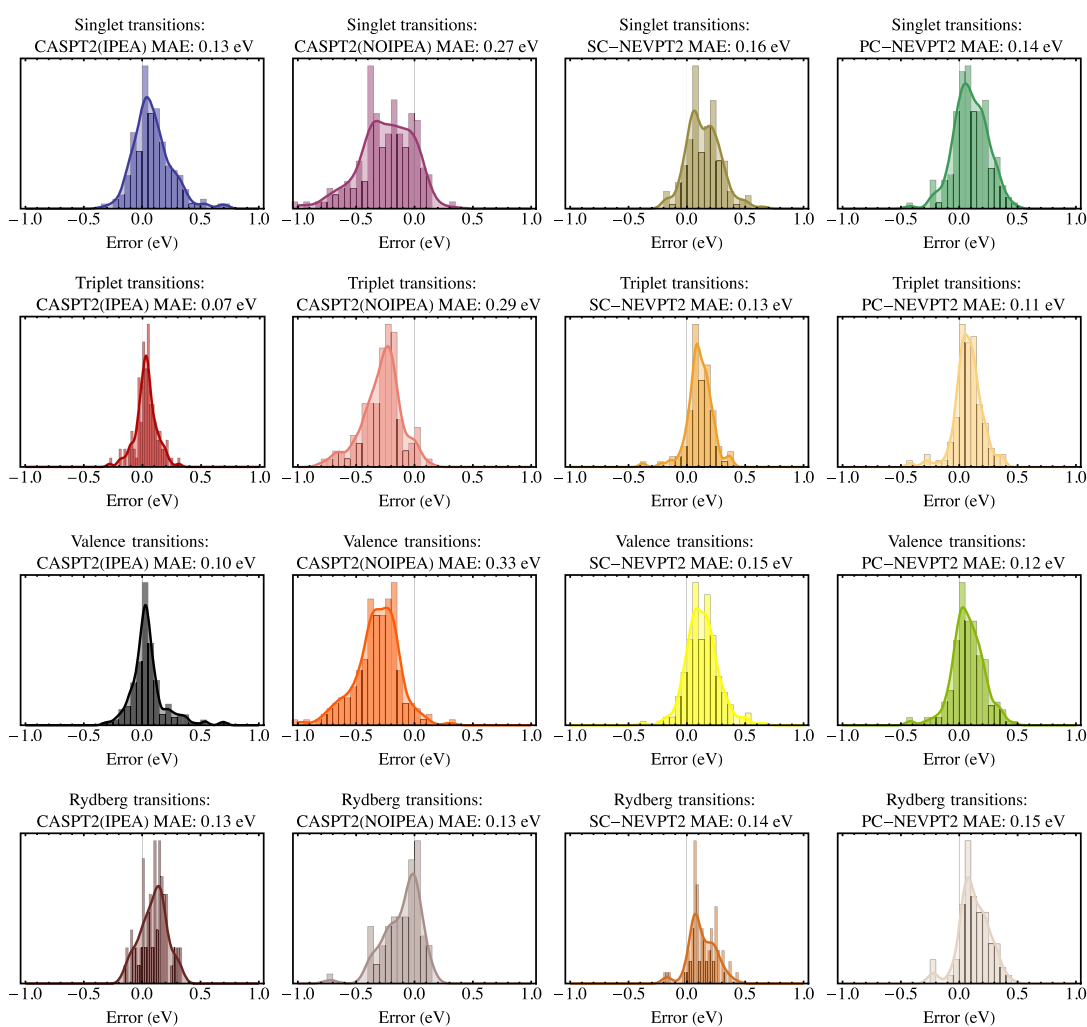 Singlet transitions:
CASPT2(IPEA) MAE: 0.13 eV
−1.0 −0.5 0.0 0.5 1.0
Error (eV)
Singlet transitions:
CASPT2(NOIPEA) MAE: 0.27 eV
−1.0 −0.5 0.0 0.5 1.0
Error (eV)
Singlet transitions:
SC−NEVPT2 MAE: 0.16 eV
−1.0 −0.5 0.0 0.5 1.0
Error (eV)
Singlet transitions:
PC−NEVPT2 MAE: 0.14 eV
−1.0 −0.5 0.0 0.5 1.0
Error (eV)
Triplet transitions:
CASPT2(IPEA) MAE: 0.07 eV
−1.0 −0.5 0.0 0.5 1.0
Error (eV)
Triplet transitions:
CASPT2(NOIPEA) MAE: 0.29 eV
−1.0 −0.5 0.0 0.5 1.0
Error (eV)
Triplet transitions:
SC−NEVPT2 MAE: 0.13 eV
−1.0 −0.5 0.0 0.5 1.0
Error (eV)
Triplet transitions:
PC−NEVPT2 MAE: 0.11 eV
−1.0 −0.5 0.0 0.5 1.0
Error (eV)
Valence transitions:
CASPT2(IPEA) MAE: 0.10 eV
−1.0 −0.5 0.0 0.5 1.0
Error (eV)
Valence transitions:
CASPT2(NOIPEA) MAE: 0.33 eV
−1.0 −0.5 0.0 0.5 1.0
Error (eV)
Valence transitions:
SC−NEVPT2 MAE: 0.15 eV
−1.0 −0.5 0.0 0.5 1.0
Error (eV)
Valence transitions:
PC−NEVPT2 MAE: 0.12 eV
−1.0 −0.5 0.0 0.5 1.0
Error (eV)
Rydberg transitions:
CASPT2(IPEA) MAE: 0.13 eV
−1.0 −0.5 0.0 0.5 1.0
Error (eV)
Rydberg transitions:
CASPT2(NOIPEA) MAE: 0.13 eV
−1.0 −0.5 0.0 0.5 1.0
Error (eV)
Rydberg transitions:
SC−NEVPT2 MAE: 0.14 eV
−1.0 −0.5 0.0 0.5 1.0
Error (eV)
Rydberg transitions:
PC−NEVPT2 MAE: 0.15 eV
−1.0 −0.5 0.0 0.5 1.0
Error (eV)